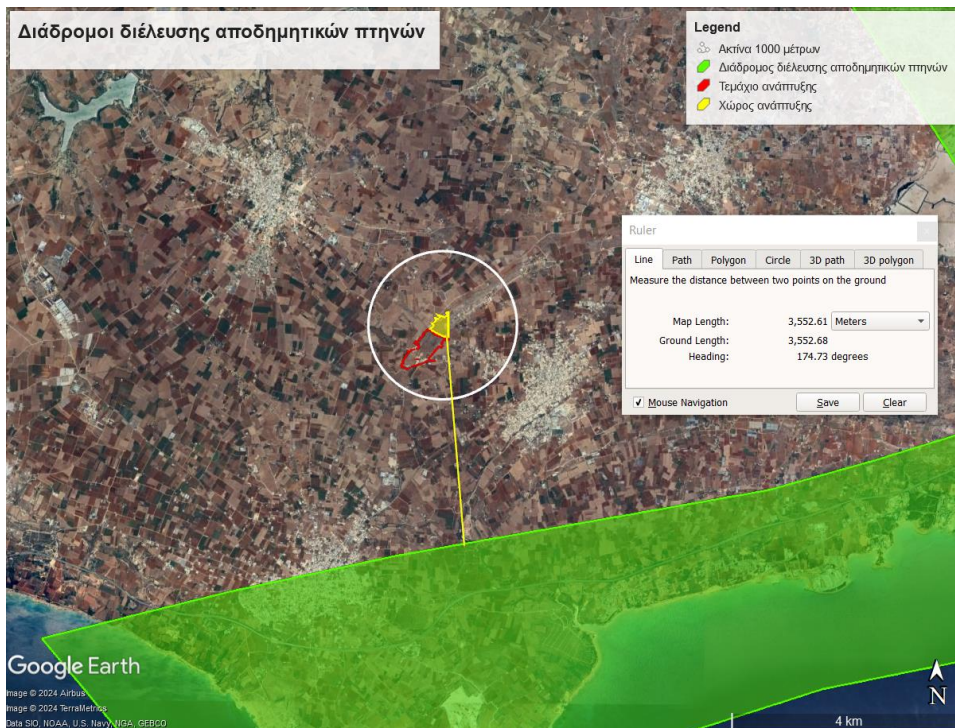 Διάδρομοι διέλευσης αποδημητικών πτηνών
Legend
Ακτίνα 1000 μέτρων
Διάδρομος διέλευσης αποδημητικών πτηνών
Τεμάχιο ανάπτυξης
Χώρος ανάπτυξης
Ruler
Line Path Polygon Circle 3D path 3D polygon
Measure the distance between two points on the ground
Map Length: 3,552.61 Meters
Ground Length: 3,552.68
Heading: 174.73 degrees
Mouse Navigation Save Clear
Google Earth
Image © 2024 Airbus
Image © 2024 TerraMetrics
Data SIO, NOAA, U.S. Navy, NGA, GEBCO
N
4 km